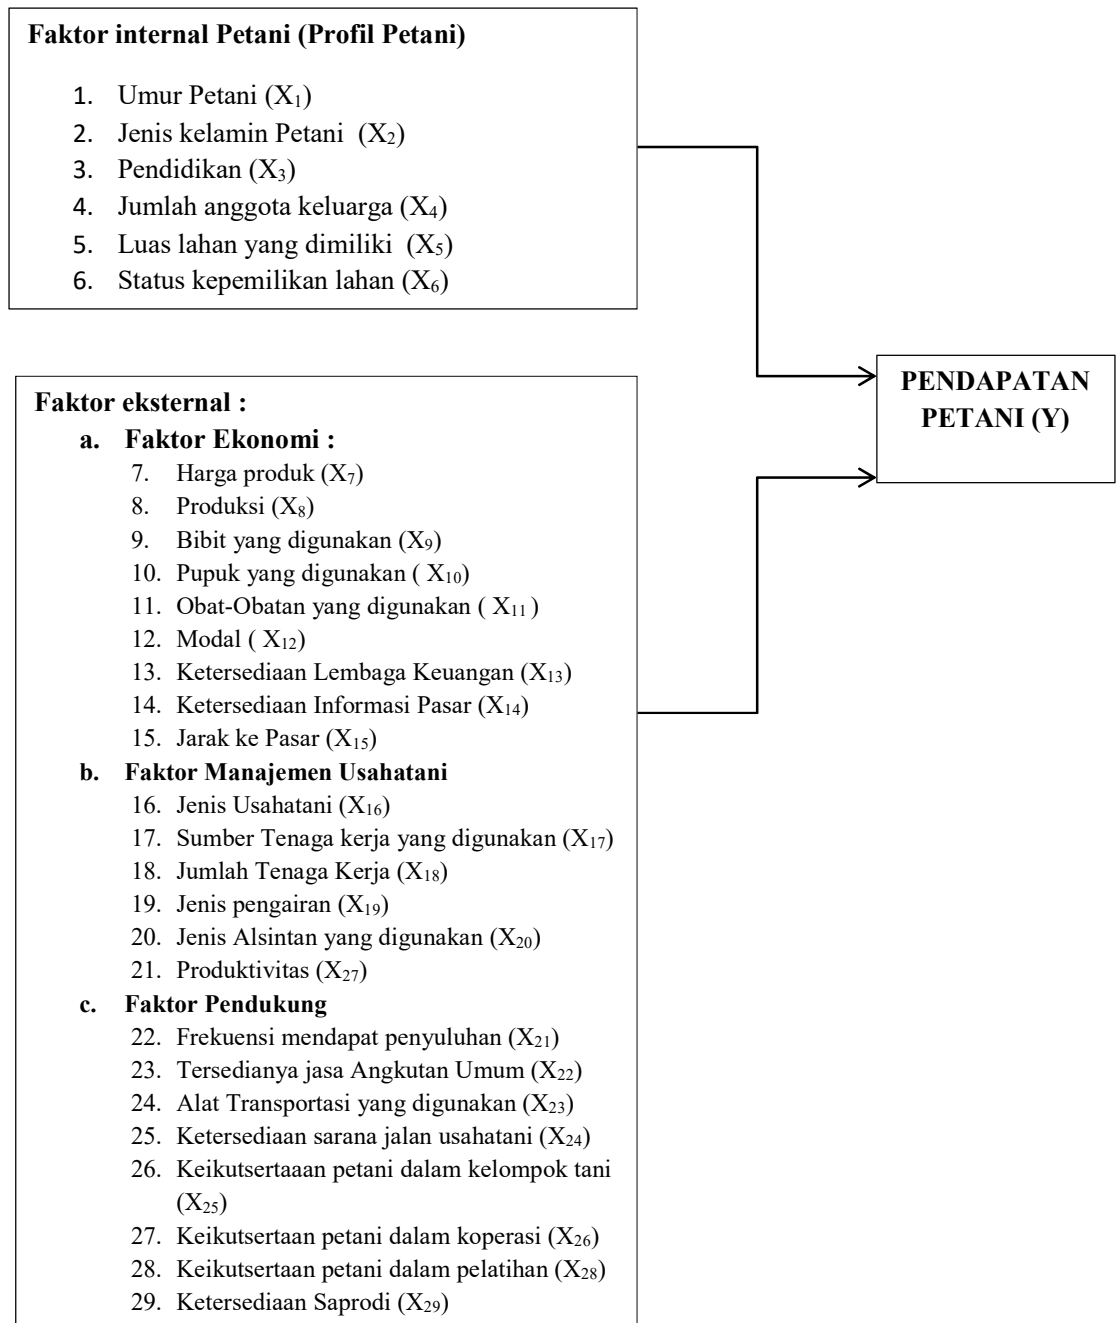 Faktor internal Petani (Profil Petani)
1. Umur Petani (X₁)
2. Jenis kelamin Petani (X₂)
3. Pendidikan (X₃)
4. Jumlah anggota keluarga (X₄)
5. Luas lahan yang dimiliki (X₅)
6. Status kepemilikan lahan (X₆)
PENDAPATAN
PETANI (Y)
Faktor eksternal :
a. Faktor Ekonomi :
7. Harga produk (X₇)
8. Produksi (X₈)
9. Bibit yang digunakan (X₉)
10. Pupuk yang digunakan ( X₁₀)
11. Obat-Obatan yang digunakan ( X₁₁ )
12. Modal ( X₁₂)
13. Ketersediaan Lembaga Keuangan (X₁₃)
14. Ketersediaan Informasi Pasar (X₁₄)
15. Jarak ke Pasar (X₁₅)
b. Faktor Manajemen Usahatani
16. Jenis Usahatani (X₁₆)
17. Sumber Tenaga kerja yang digunakan (X₁₇)
18. Jumlah Tenaga Kerja (X₁₈)
19. Jenis pengairan (X₁₉)
20. Jenis Alsintan yang digunakan (X₂₀)
21. Produktivitas (X₂₇)
c. Faktor Pendukung
22. Frekuensi mendapat penyuluhan (X₂₁)
23. Tersedianya jasa Angkutan Umum (X₂₂)
24. Alat Transportasi yang digunakan (X₂₃)
25. Ketersediaan sarana jalan usahatani (X₂₄)
26. Keikutsertaaan petani dalam kelompok tani
(X₂₅)
27. Keikutsertaan petani dalam koperasi (X₂₆)
28. Keikutsertaan petani dalam pelatihan (X₂₈)
29. Ketersediaan Saprodi (X₂₉)